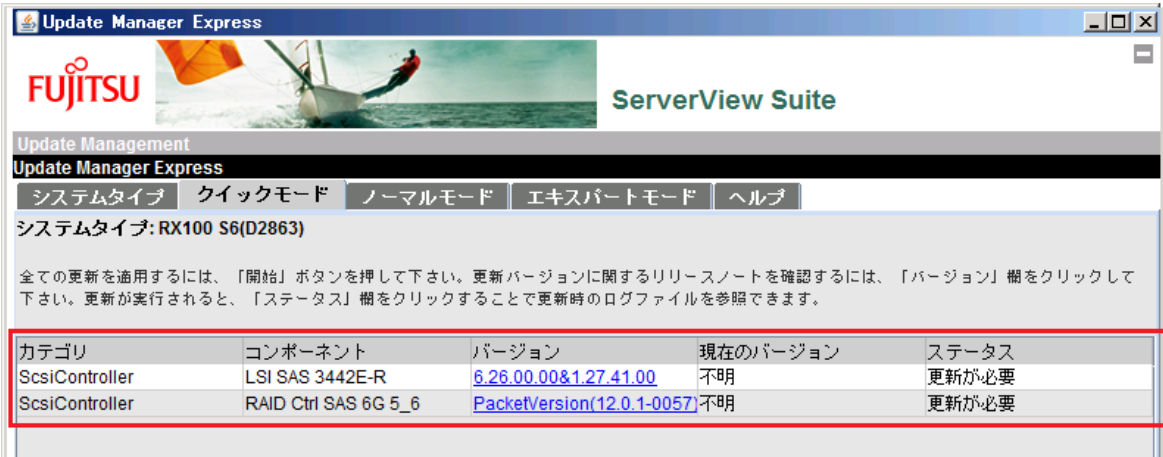 Update Manager Express
FUJITSU
ServerView Suite
Update Management
Update Manager Express
システムタイプ クイックモード ノーマルモード エキスパートモード ヘルプ
システムタイプ: RX100 S6(D2863)
全ての更新を適用するには、「開始」ボタンを押して下さい。更新バージョンに関するリリースノートを確認するには、「バージョン」欄をクリックして
下さい。更新が実行されると、「ステータス」欄をクリックすることで更新時のログファイルを参照できます。
カテゴリ コンポーネント バージョン 現在のバージョン ステータス
ScsiController LSI SAS 3442E-R 6.26.00.00&1.27.41.00 不明 更新が必要
ScsiController RAID Ctrl SAS 6G 5_6 PacketVersion(12.0.1-0057) 不明 更新が必要